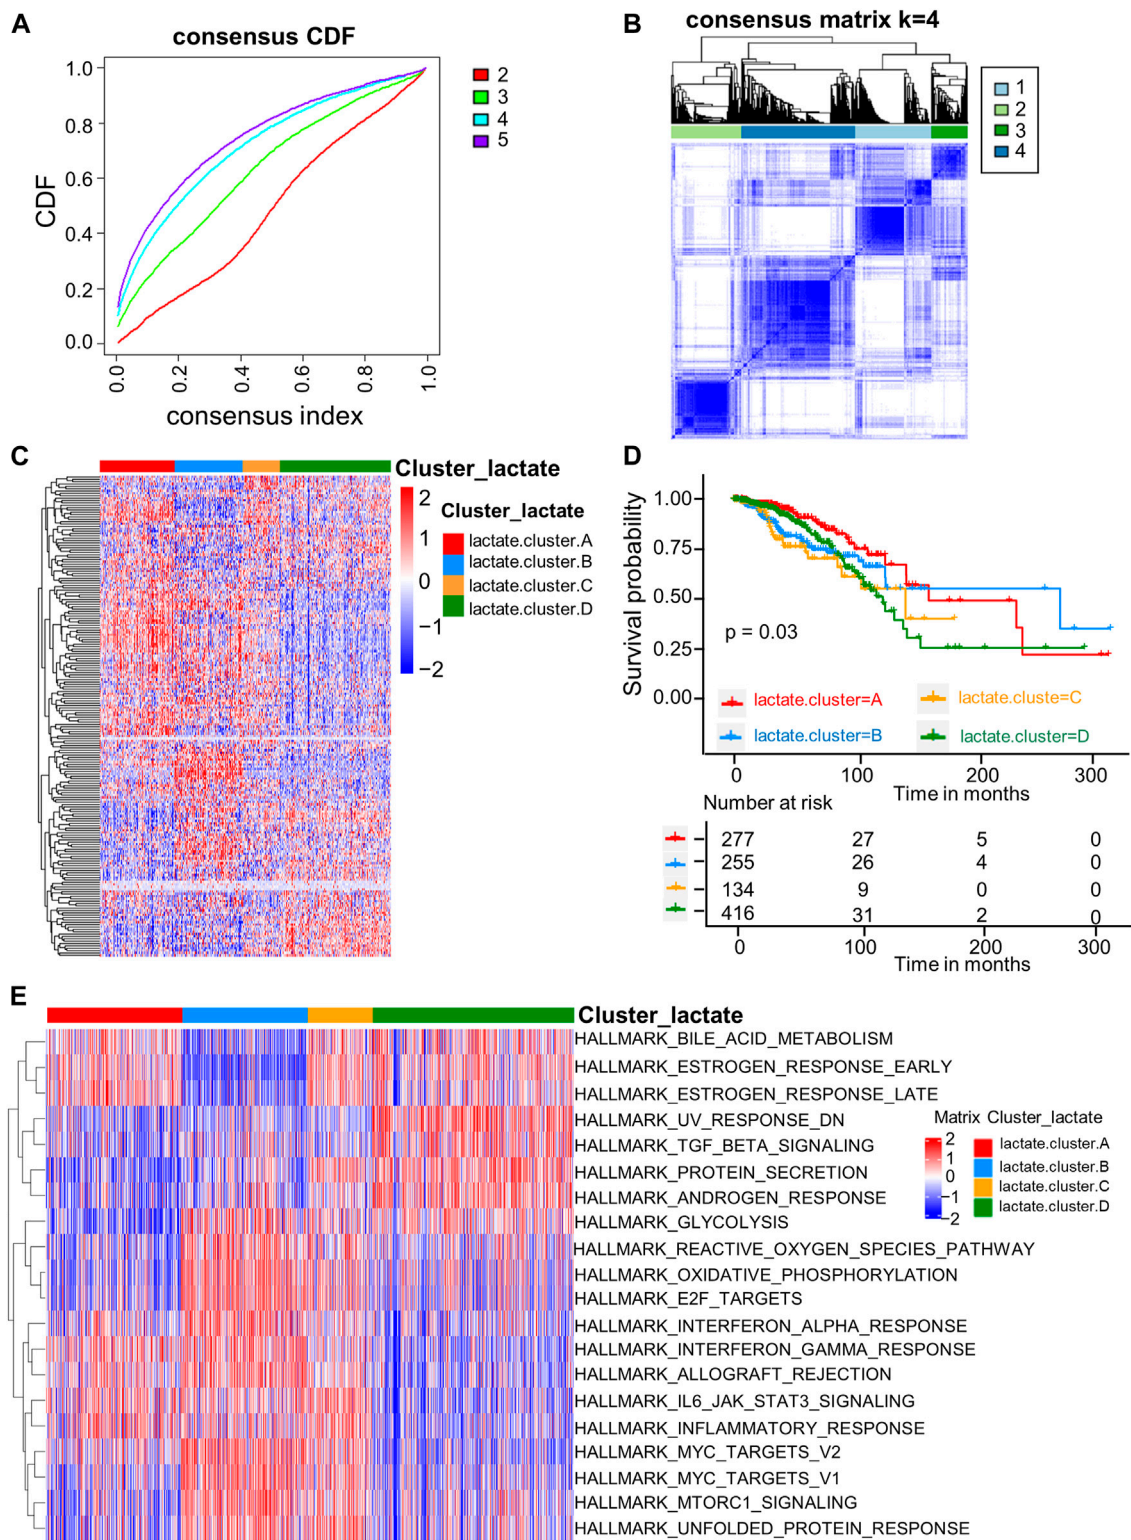 A
consensus CDF
1.0
0.8
0.6
0.4
0.2
0.0
CDF
0.0
0.2
0.4
0.6
0.8
1.0
consensus index
2
3
4
5
B
consensus matrix k=4
1
2
3
4
C
Cluster_lactate
2
1
0
−1
−2
Cluster_lactate
lactate.cluster.A
lactate.cluster.B
lactate.cluster.C
lactate.cluster.D
D
Survival probability
1.00
0.75
0.50
0.25
0.00
p = 0.03
lactate.cluster=A
lactate.cluste=C
lactate.cluster=B
lactate.cluster=D
0 100 200 300
Time in months
Number at risk
277 27 5 0
255 26 4 0
134 9 0 0
416 31 2 0
0 100 200 300
Time in months
E
Cluster_lactate
HALLMARK_BILE_ACID_METABOLISM
HALLMARK_ESTROGEN_RESPONSE_EARLY
HALLMARK_ESTROGEN_RESPONSE_LATE
HALLMARK_UV_RESPONSE_DN
HALLMARK_TGF_BETA_SIGNALING
HALLMARK_PROTEIN_SECRETION
HALLMARK_ANDROGEN_RESPONSE
HALLMARK_GLYCOLYSIS
HALLMARK_REACTIVE_OXYGEN_SPECIES_PATHWAY
HALLMARK_OXIDATIVE_PHOSPHORYLATION
HALLMARK_E2F_TARGETS
HALLMARK_INTERFERON_ALPHA_RESPONSE
HALLMARK_INTERFERON_GAMMA_RESPONSE
HALLMARK_ALLOGRAFT_REJECTION
HALLMARK_IL6_JAK_STAT3_SIGNALING
HALLMARK_INFLAMMATORY_RESPONSE
HALLMARK_MYC_TARGETS_V2
HALLMARK_MYC_TARGETS_V1
HALLMARK_MTORC1_SIGNALING
HALLMARK_UNFOLDED_PROTEIN_RESPONSE
Matrix Cluster_lactate
2
1
0
−1
−2
lactate.cluster.A
lactate.cluster.B
lactate.cluster.C
lactate.cluster.D